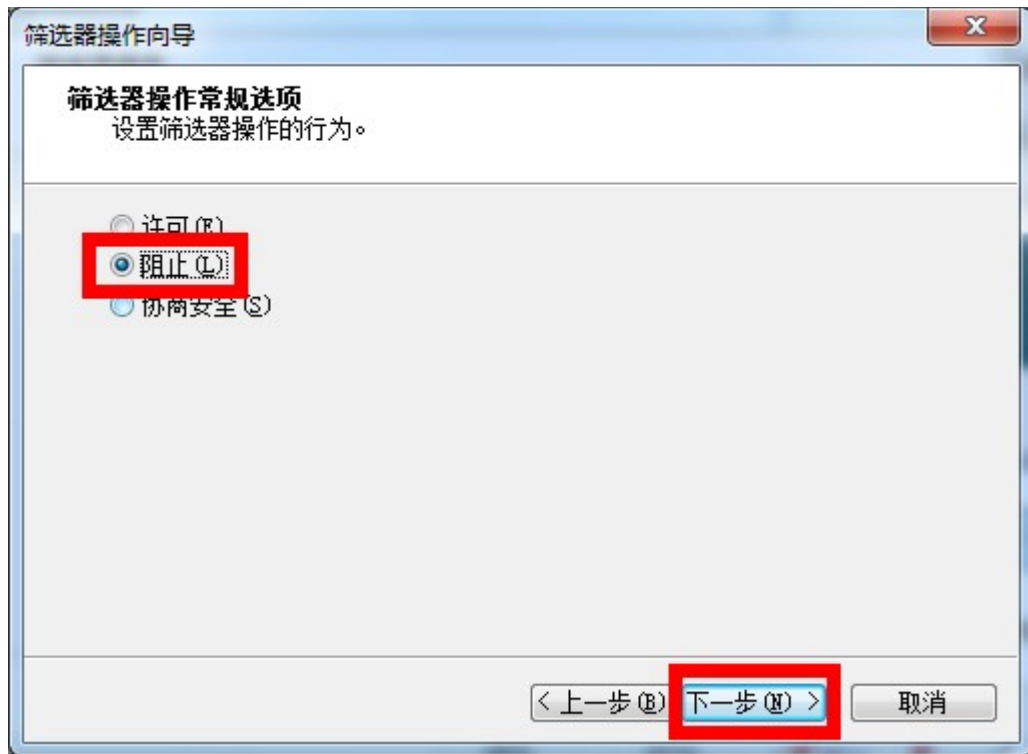 筛选器操作向导
筛选器操作常规选项
设置筛选器操作的行为。
许可(E)
阻止(L)
协商安全(S)
< 上一步(B)
下一步(N) >
取消